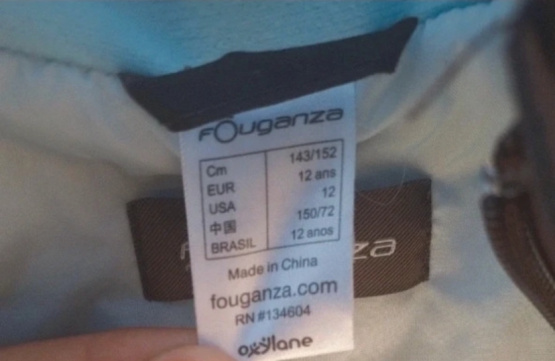 fOuganza
Cm 143/152
EUR 12 ans
USA 12
中国 150/72
BRASIL 12 anos
Made in China
fouganza.com
RN#134604
oxylane